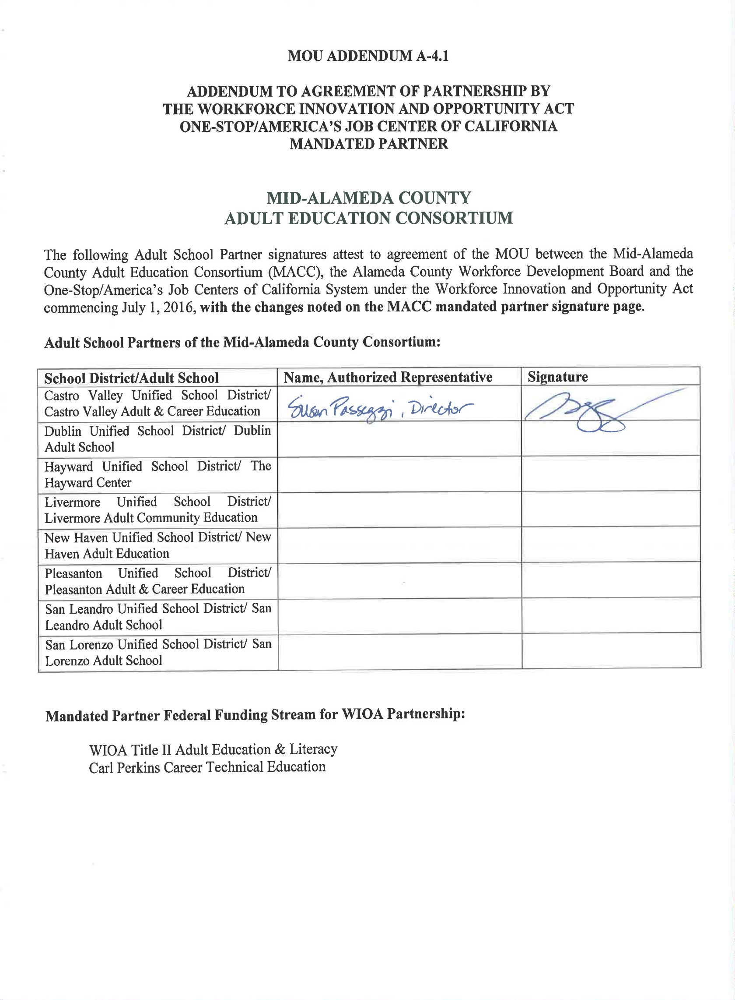 MOU ADDENDUM A-4.1
ADDENDUM TO AGREEMENT OF PARTNERSHIP BY
THE WORKFORCE INNOVATION AND OPPORTUNITY ACT
ONE-STOP/AMERICA'S JOB CENTER OF CALIFORNIA
MANDATED PARTNER
MID-ALAMEDA COUNTY
ADULT EDUCATION CONSORTIUM
The following Adult School Partner signatures attest to agreement of the MOU between the Mid-Alameda
County Adult Education Consortium (MACC), the Alameda County Workforce Development Board and the
One-Stop/America's Job Centers of California System under the Workforce Innovation and Opportunity Act
commencing July 1, 2016, with the changes noted on the MACC mandated partner signature page.
Adult School Partners of the Mid-Alameda County Consortium:
School District/Adult School Name, Authorized Representative Signature
Castro Valley Unified School District/
Castro Valley Adult & Career Education
Susan Passeggi, Director
Dublin Unified School District/ Dublin
Adult School
Hayward Unified School District/ The
Hayward Center
Livermore Unified School District/
Livermore Adult Community Education
New Haven Unified School District/ New
Haven Adult Education
Pleasanton Unified School District/
Pleasanton Adult & Career Education
San Leandro Unified School District/ San
Leandro Adult School
San Lorenzo Unified School District/ San
Lorenzo Adult School
Mandated Partner Federal Funding Stream for WIOA Partnership:
WIOA Title II Adult Education & Literacy
Carl Perkins Career Technical Education